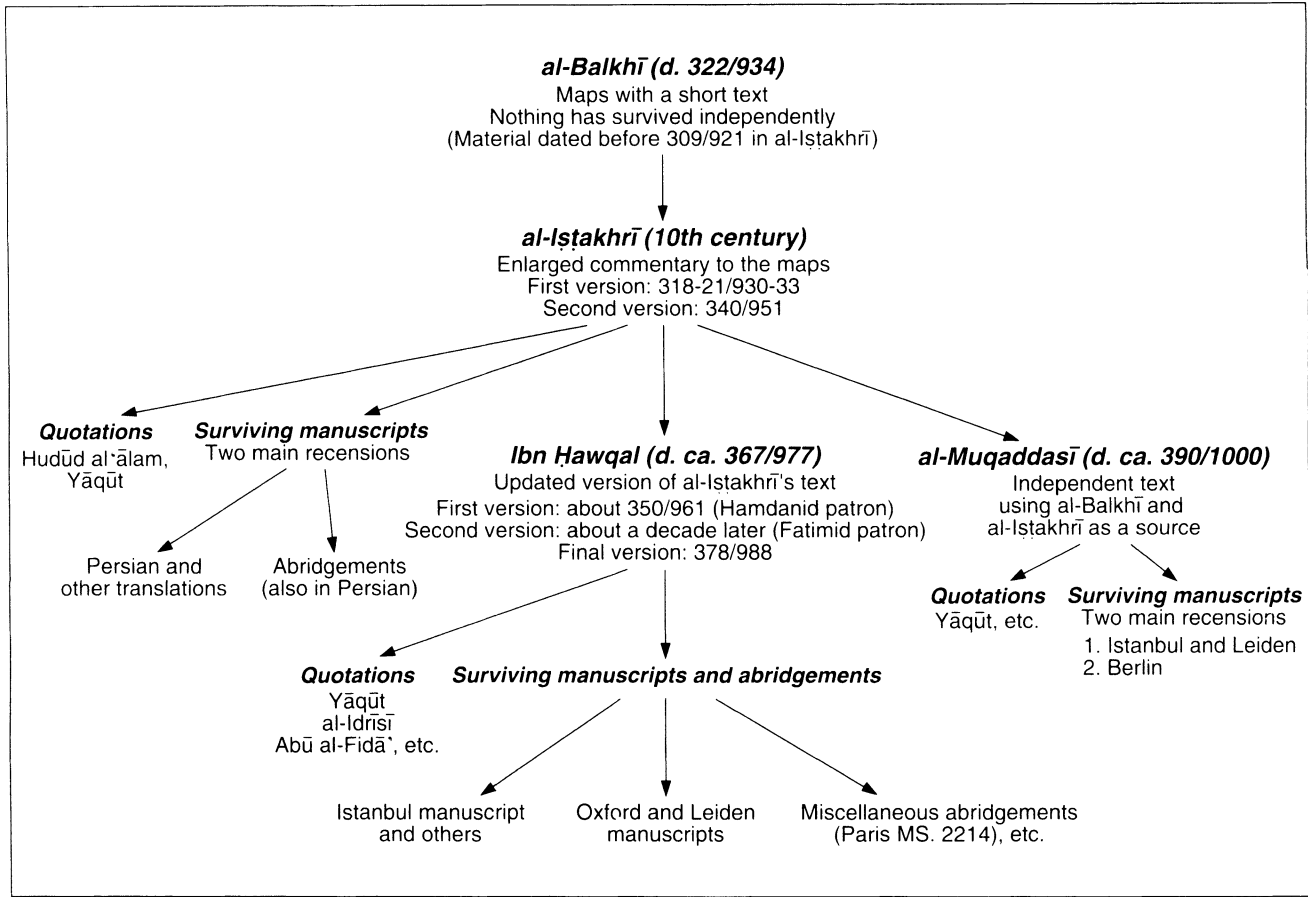 al-Balkhī (d. 322/934)
Maps with a short text
Nothing has survived independently
(Material dated before 309/921 in al-Iṣṭakhrī)
al-Iṣṭakhrī (10th century)
Enlarged commentary to the maps
First version: 318-21/930-33
Second version: 340/951
Quotations
Hudūd al-ʿālam,
Yāqūt
Surviving manuscripts
Two main recensions
Persian and
other translations
Abridgements
(also in Persian)
Ibn Ḥawqal (d. ca. 367/977)
Updated version of al-Iṣṭakhrī's text
First version: about 350/961 (Hamdanid patron)
Second version: about a decade later (Fatimid patron)
Final version: 378/988
al-Muqaddasī (d. ca. 390/1000)
Independent text
using al-Balkhī and
al-Iṣṭakhrī as a source
Quotations
Yāqūt, etc.
Surviving manuscripts
Two main recensions
1. Istanbul and Leiden
2. Berlin
Quotations
Yāqūt
al-Idrīsī
Abū al-Fidāʾ, etc.
Surviving manuscripts and abridgements
Istanbul manuscript
and others
Oxford and Leiden
manuscripts
Miscellaneous abridgements
(Paris MS. 2214), etc.